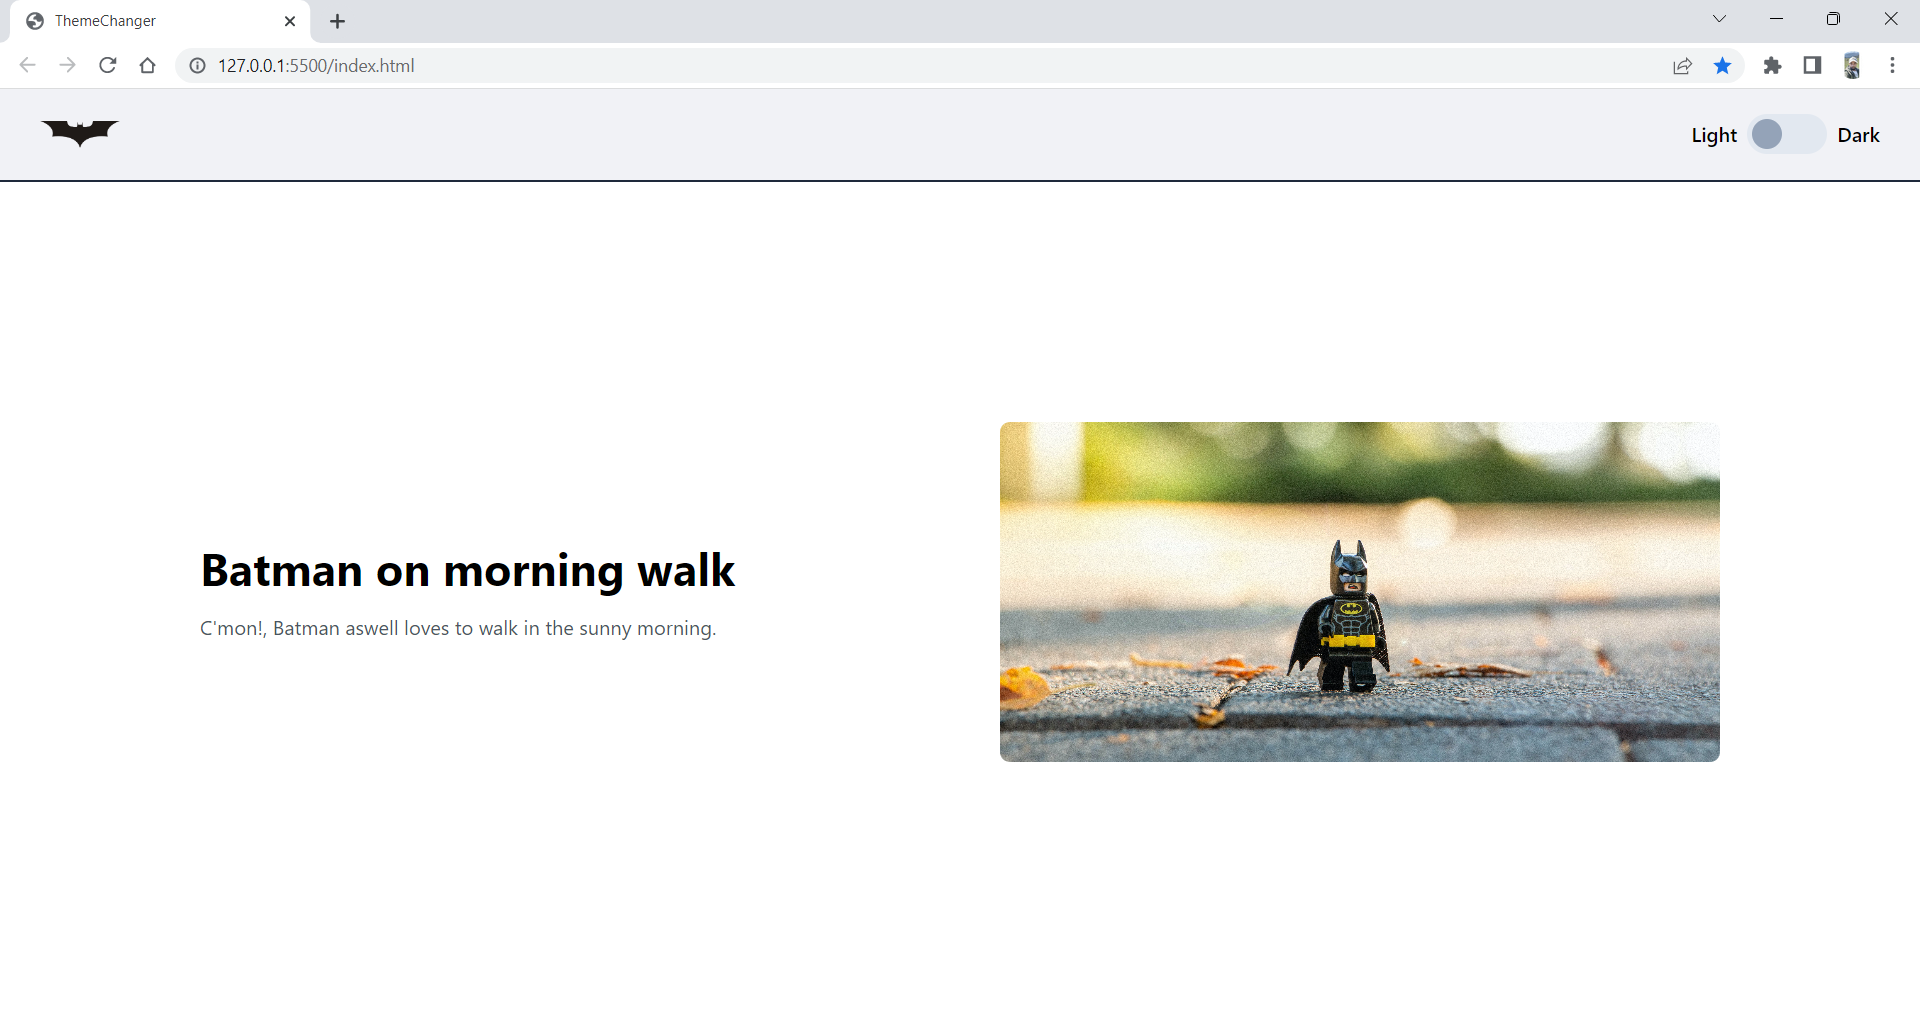 ThemeChanger
127.0.0.1:5500/index.html
Light Dark
Batman on morning walk
C'mon!, Batman aswell loves to walk in the sunny morning.